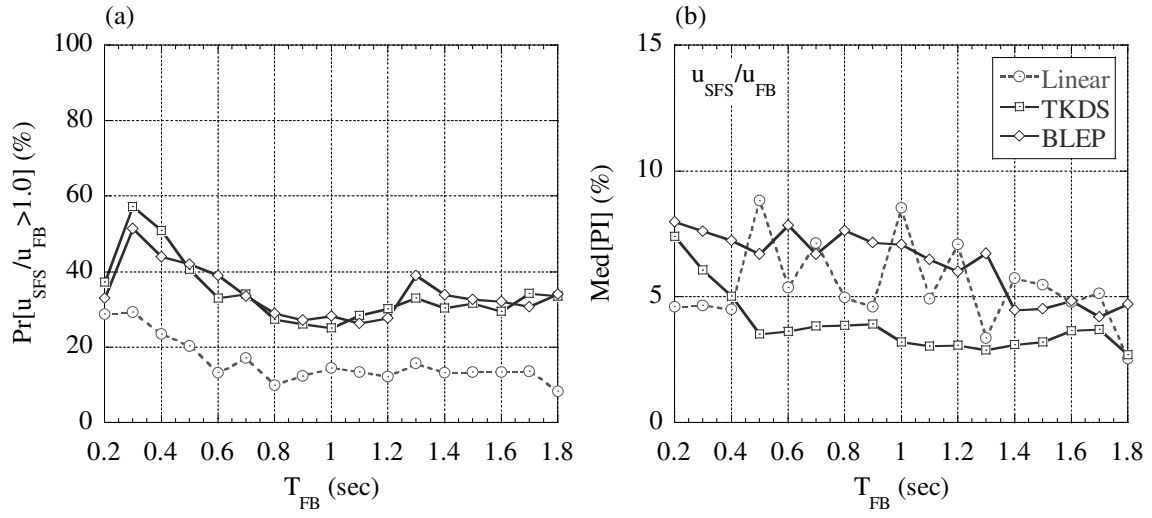 (a)
Pr[u_SFS/u_FB >1.0] (%)
100
80
60
40
20
0
0.2 0.4 0.6 0.8 1 1.2 1.4 1.6 1.8
T_FB (sec)
(b)
Med[PI] (%)
15
10
5
0
u_SFS/u_FB
Linear
TKDS
BLEP
0.2 0.4 0.6 0.8 1 1.2 1.4 1.6 1.8
T_FB (sec)